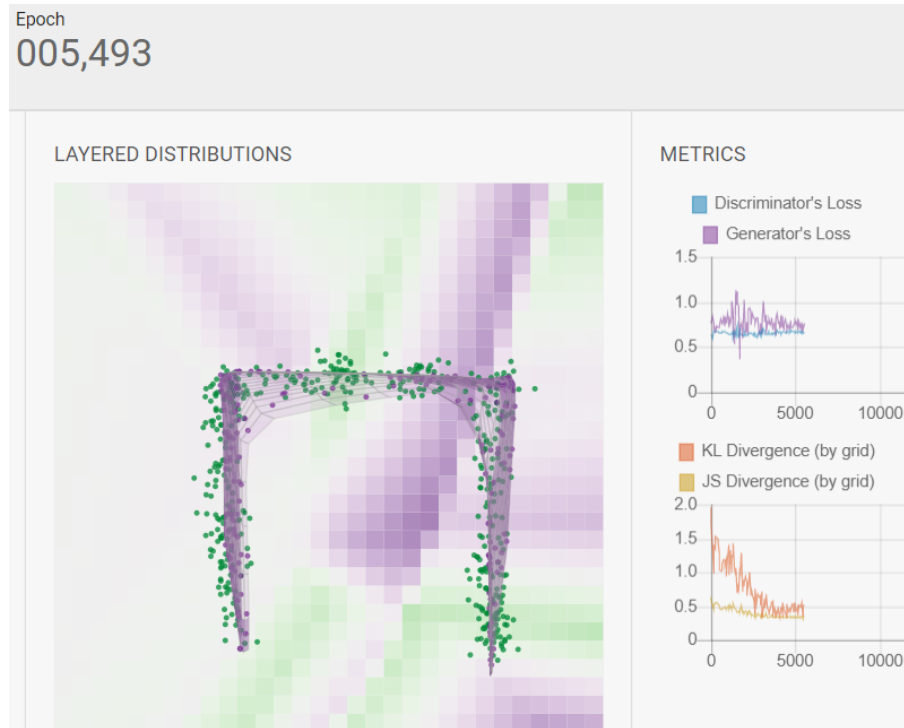 Epoch
005,493
LAYERED DISTRIBUTIONS
METRICS
Discriminator's Loss
Generator's Loss
1.5
1.0
0.5
0
0 5000 10000
KL Divergence (by grid)
JS Divergence (by grid)
2.0
1.5
1.0
0.5
0
0 5000 10000